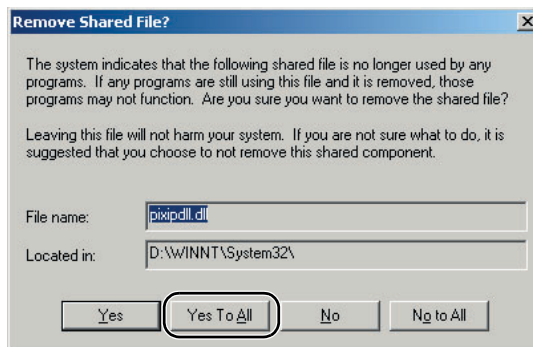 Remove Shared File?
The system indicates that the following shared file is no longer used by any
programs. If any programs are still using this file and it is removed, those
programs may not function. Are you sure you want to remove the shared file?
Leaving this file will not harm your system. If you are not sure what to do, it is
suggested that you choose to not remove this shared component.
File name: pixipdll.dll
Located in: D:\WINNT\System32\
Yes Yes To All No No to All